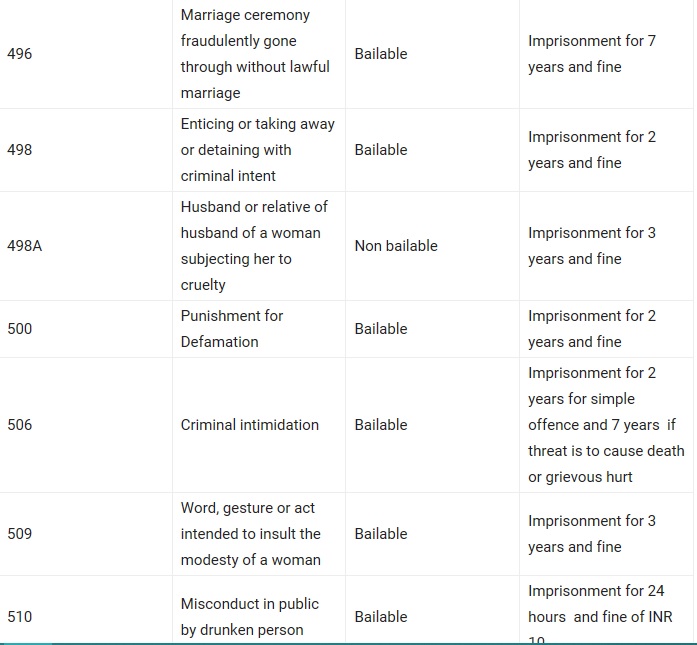 496
Marriage ceremony
fraudulently gone
through without lawful
marriage
Bailable
Imprisonment for 7
years and fine
498
Enticing or taking away
or detaining with
criminal intent
Bailable
Imprisonment for 2
years and fine
498A
Husband or relative of
husband of a woman
subjecting her to
cruelty
Non bailable
Imprisonment for 3
years and fine
500
Punishment for
Defamation
Bailable
Imprisonment for 2
years and fine
506
Criminal intimidation
Bailable
Imprisonment for 2
years for simple
offence and 7 years if
threat is to cause death
or grievous hurt
509
Word, gesture or act
intended to insult the
modesty of a woman
Bailable
Imprisonment for 3
years and fine
510
Misconduct in public
by drunken person
Bailable
Imprisonment for 24
hours and fine of INR